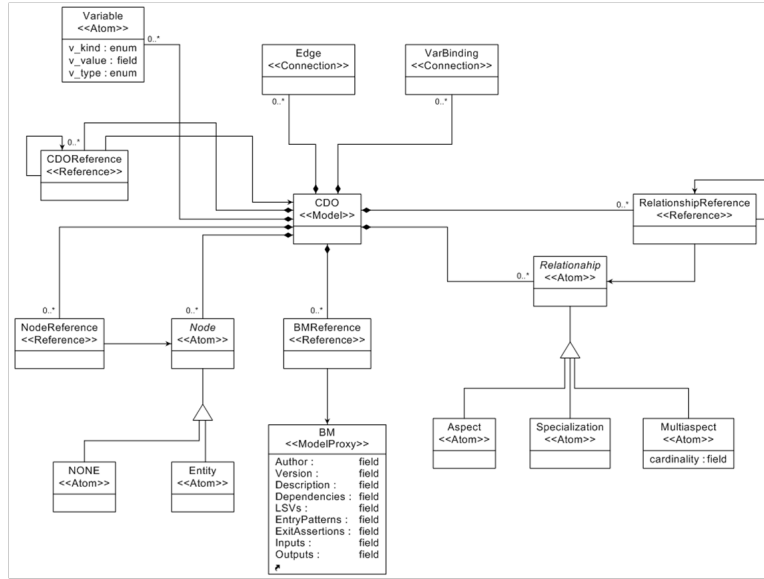 Variable
<<Atom>>
v_kind : enum
v_value : field
v_type : enum
0..*
Edge
<<Connection>>
0..*
VarBinding
<<Connection>>
0..*
0..*
CDOReference
<<Reference>>
CDO
<<Model>>
0..*
RelationshipReference
<<Reference>>
0..*
Relationahip
<<Atom>>
0..*
NodeReference
<<Reference>>
0..*
Node
<<Atom>>
0..*
BMReference
<<Reference>>
NONE
<<Atom>>
Entity
<<Atom>>
BM
<<ModelProxy>>
Author : field
Version : field
Description : field
Dependencies : field
LSVs : field
EntryPatterns : field
ExitAssertions : field
Inputs : field
Outputs : field
Aspect
<<Atom>>
Specialization
<<Atom>>
Multiaspect
<<Atom>>
cardinality : field